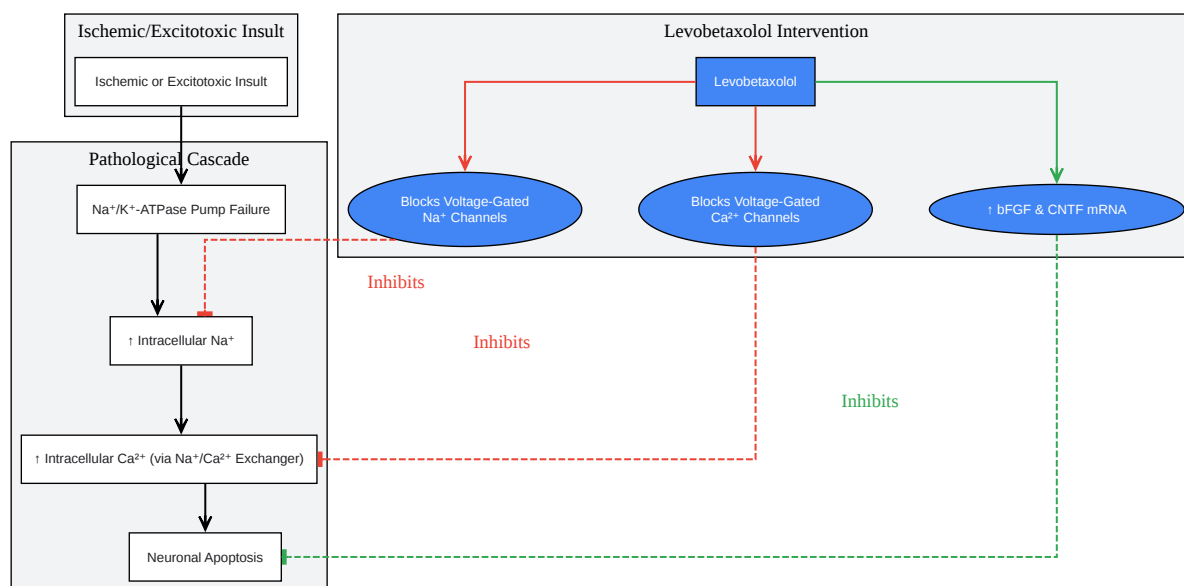 Ischemic/Excitotoxic Insult
Ischemic or Excitotoxic Insult
Pathological Cascade
Na⁺/K⁺-ATPase Pump Failure
↑ Intracellular Na⁺
↑ Intracellular Ca²⁺ (via Na⁺/Ca²⁺ Exchanger)
Neuronal Apoptosis
Levobetaxolol Intervention
Levobetaxolol
Blocks Voltage-Gated
Na⁺ Channels
Blocks Voltage-Gated
Ca²⁺ Channels
↑ bFGF & CNTF mRNA
Inhibits
Inhibits
Inhibits